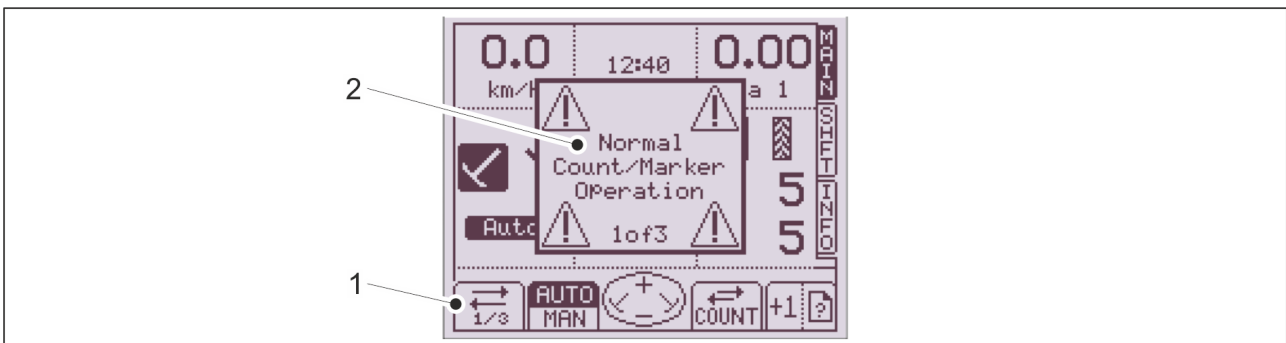 0.0
12:40
0.00
km/
a 1
MAIN
2
SHFT
Normal
Count/Marker
Operation
5
INFO
Auto
1of3
5
1
1/3
AUTO
MAN
+
-
COUNT
+1
?